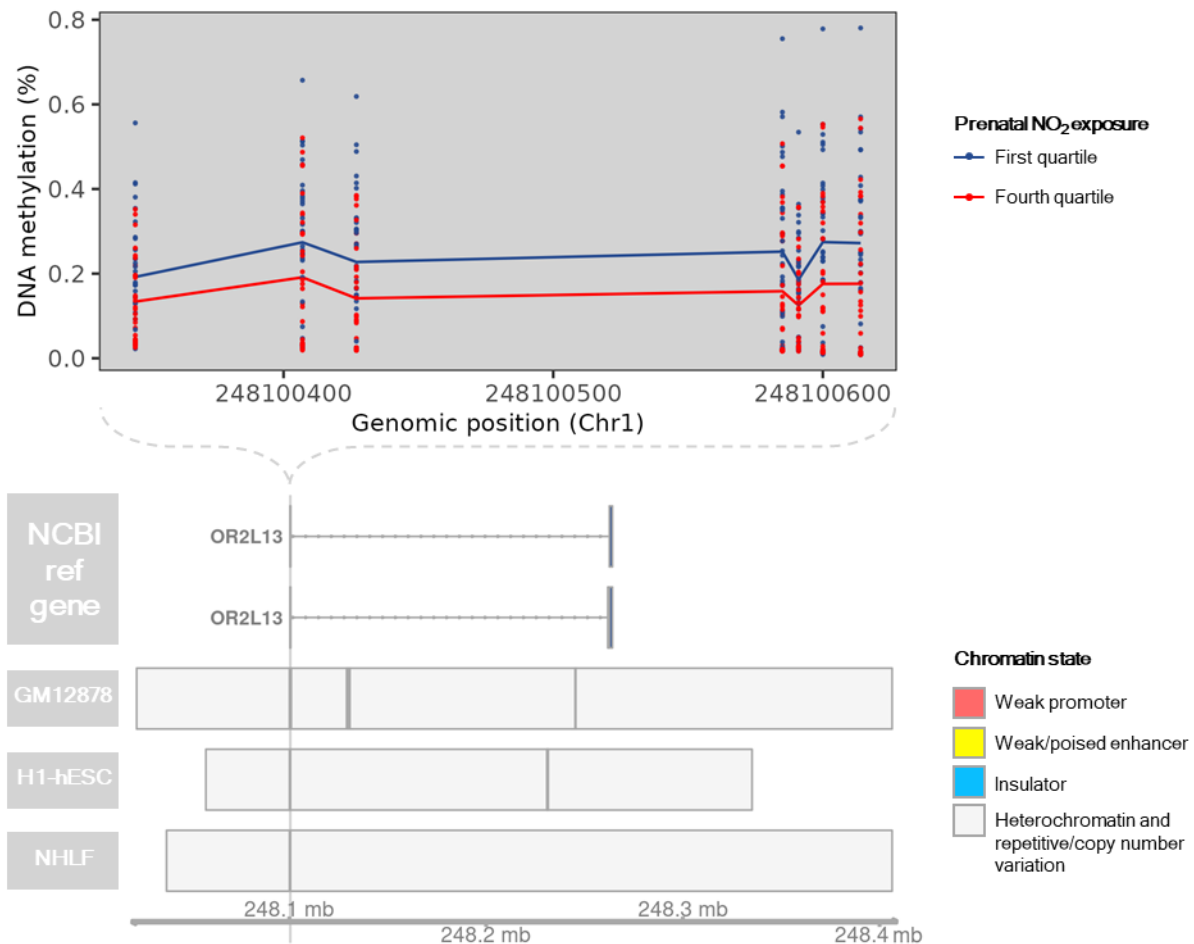 0.8
0.6
0.4
0.2
0.0
DNA methylation (%)
248100400
248100500
248100600
Genomic position (Chr1)
Prenatal NO₂ exposure
First quartile
Fourth quartile
NCBI
ref
gene
OR2L13
OR2L13
GM12878
H1-hESC
NHLF
Chromatin state
Weak promoter
Weak/poised enhancer
Insulator
Heterochromatin and
repetitive/copy number
variation
248.1 mb
248.3 mb
248.2 mb
248.4 mb